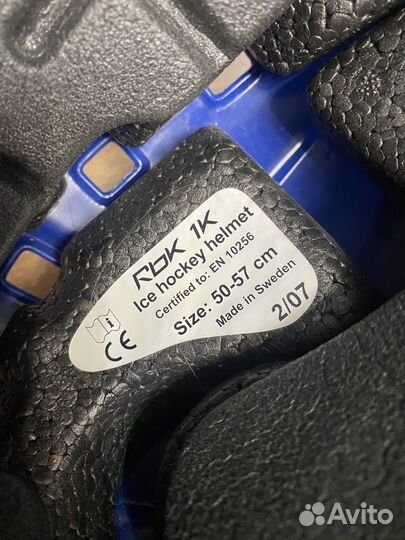 RBK 1K
Ice hockey helmet
Certified to: EN 10256
Size: 50-57 cm
Made in Sweden
2/07
i
CE
Avito